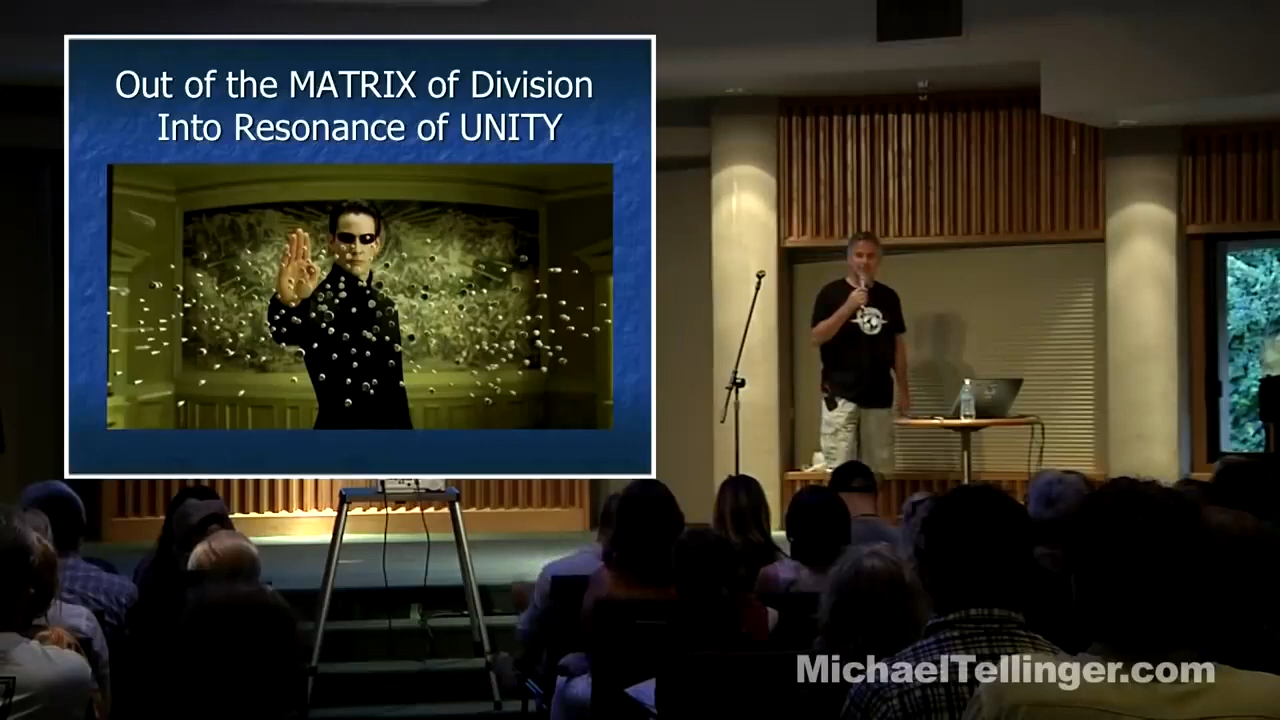 Out of the MATRIX of Division
Into Resonance of UNITY
MichaelTellinger.com